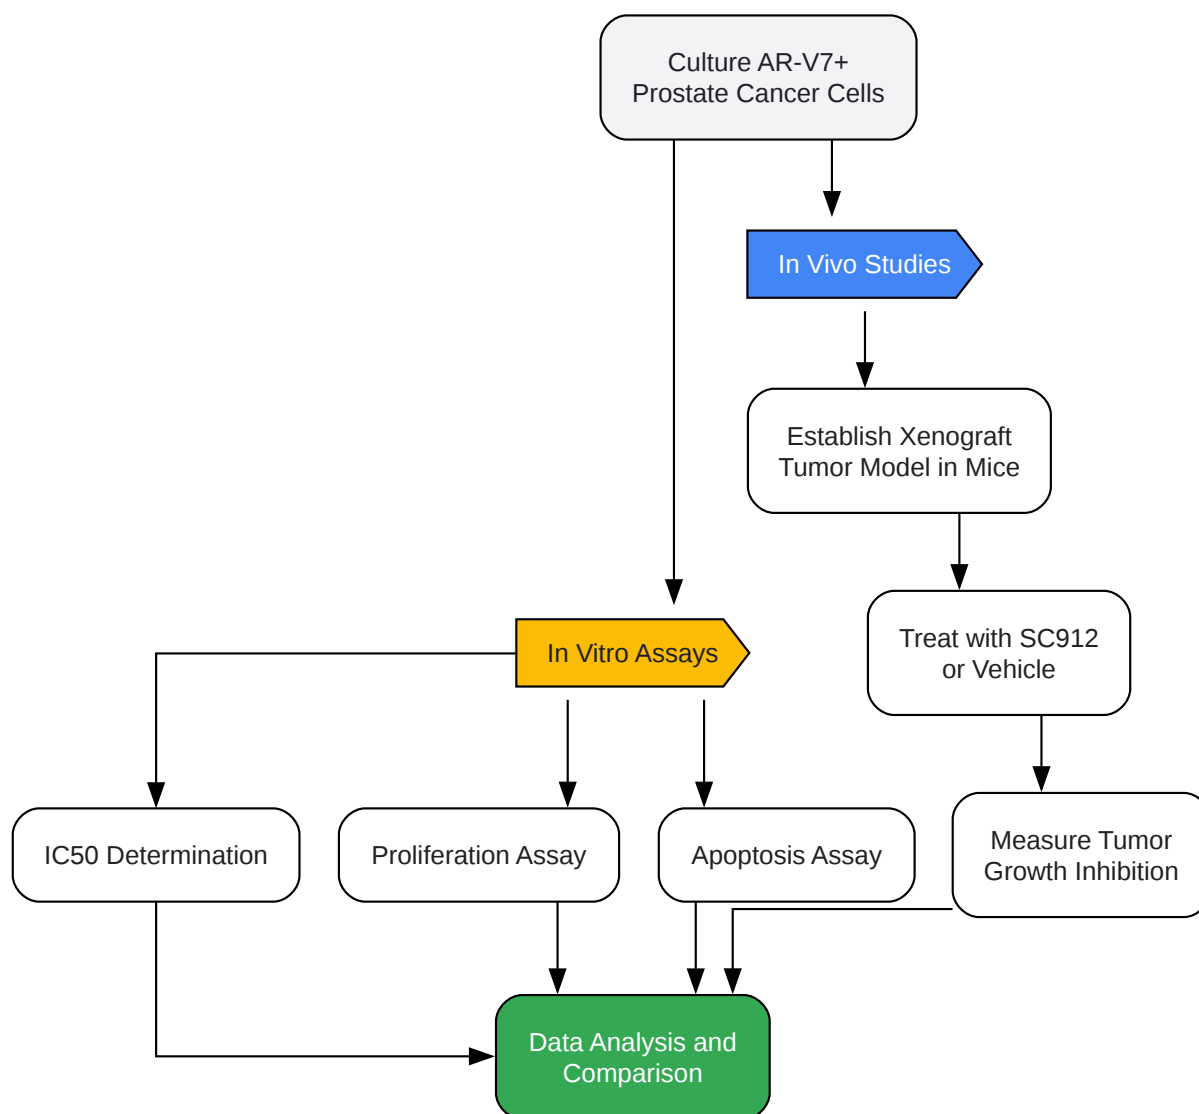 Culture AR-V7+
Prostate Cancer Cells
In Vivo Studies
Establish Xenograft
Tumor Model in Mice
Treat with SC912
or Vehicle
In Vitro Assays
IC50 Determination
Proliferation Assay
Apoptosis Assay
Measure Tumor
Growth Inhibition
Data Analysis and
Comparison